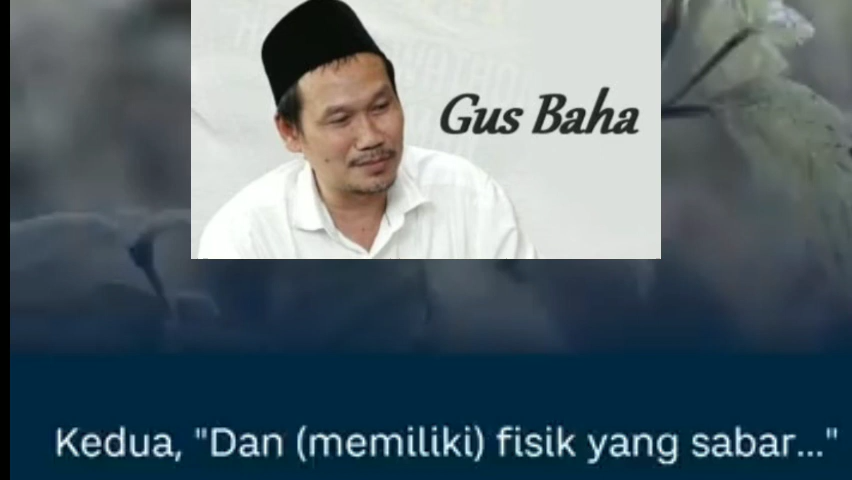 Gus Baha
Kedua, "Dan (memiliki) fisik yang sabar..."